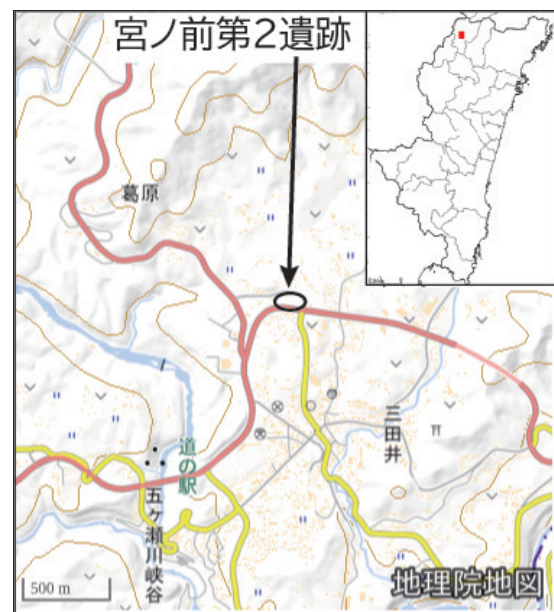 宮ノ前第2遺跡
葛原
三田井
道の駅
五ケ瀬川峡谷
500 m
地理院地図